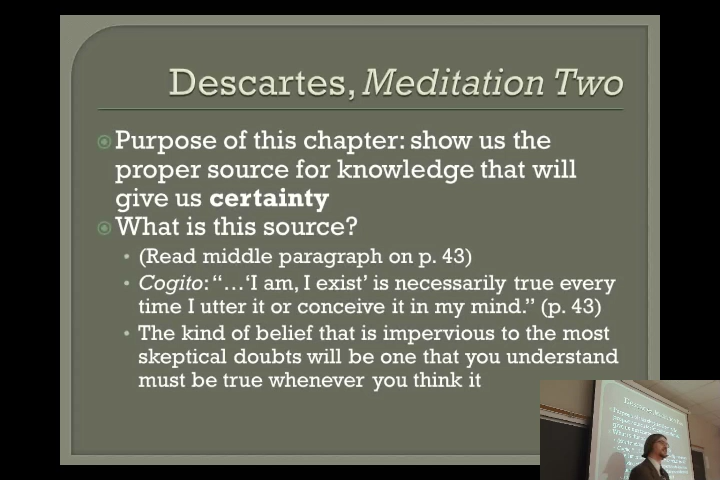 Descartes, Meditation Two
Purpose of this chapter: show us the
proper source for knowledge that will
give us certainty
What is this source?
(Read middle paragraph on p. 43)
Cogito: “…‘I am, I exist’ is necessarily true every
time I utter it or conceive it in my mind.” (p. 43)
The kind of belief that is impervious to the most
skeptical doubts will be one that you understand
must be true whenever you think it